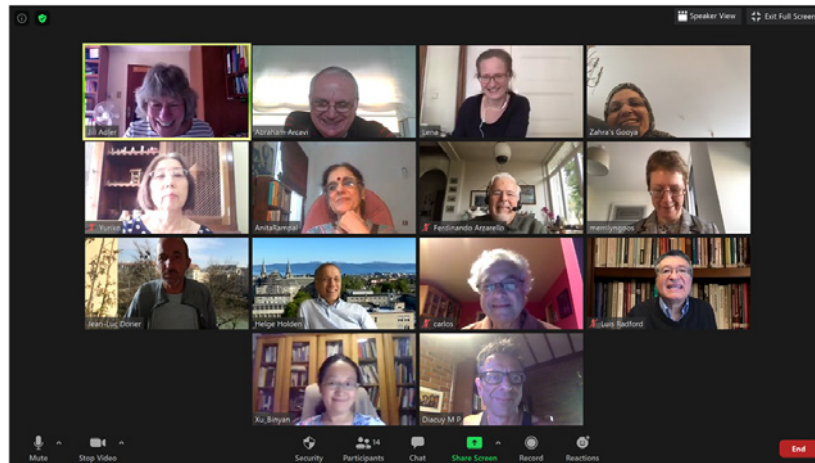 Speaker View
Exit Full Screen
Jill Adler
Abraham Arcavi
Lena
Zahra's Gooya
Yuriko
AnitaRampal
Ferdinando Arzarello
merrilyngoos
Jean-Luc Dorier
Helge Holden
carlos
Luis Radford
Xu_Binyan
Diacuy M P
14
Mute
Stop Video
Security
Participants
Chat
Share Screen
Record
Reactions
End